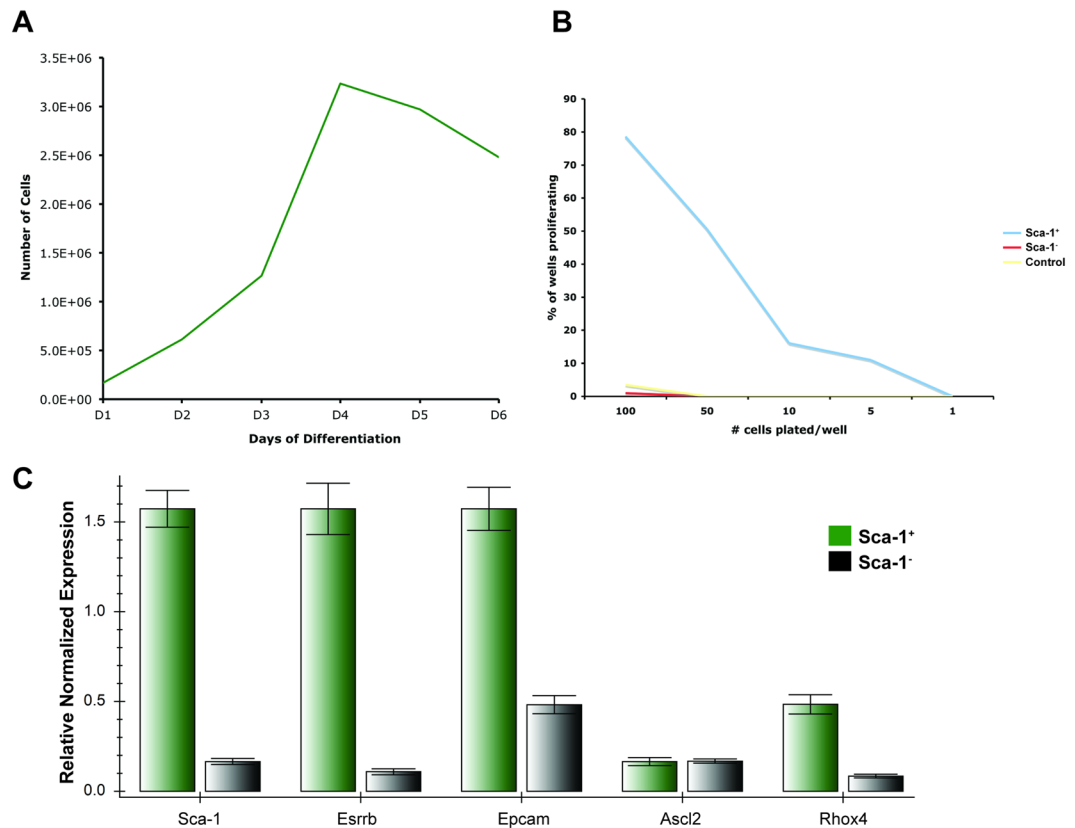 A
3.5E+06
3.0E+06
2.5E+06
2.0E+06
1.5E+06
1.0E+06
5.0E+05
0.0E+00
Number of Cells
D1 D2 D3 D4 D5 D6
Days of Differentiation
B
90
80
70
60
50
40
30
20
10
0
% of wells proliferating
100 50 10 5 1
# cells plated/well
Sca-1⁺
Sca-1⁻
Control
C
Relative Normalized Expression
1.5
1.0
0.5
0.0
Sca-1 Esrrb Epcam Ascl2 Rhox4
Sca-1⁺
Sca-1⁻